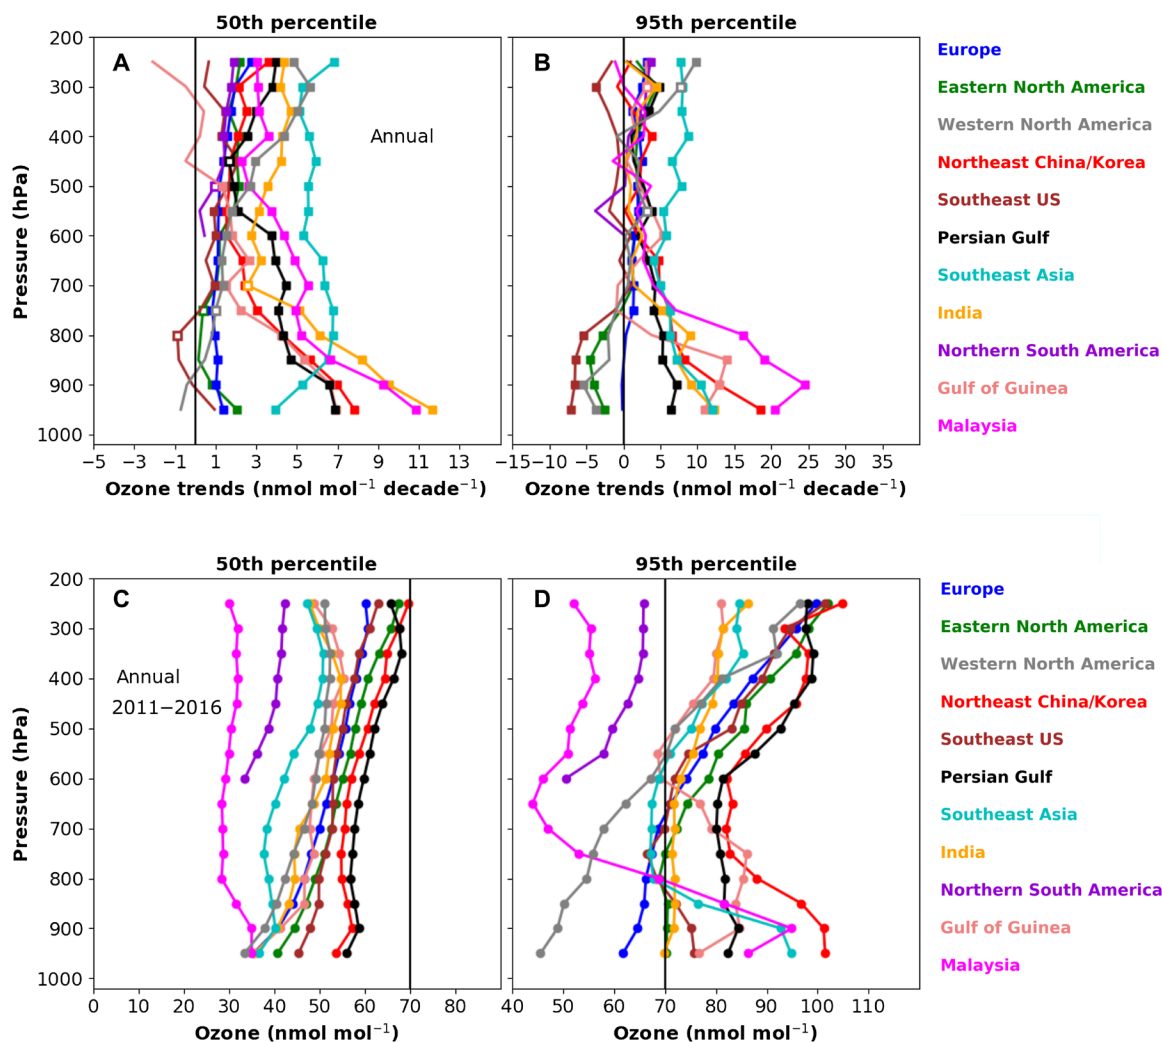 50th percentile
95th percentile
A
B
Annual
Pressure (hPa)
200
300
400
500
600
700
800
900
1000
−5 −3 −1 1 3 5 7 9 11 13
−15 −10 −5 0 5 10 15 20 25 30 35
Ozone trends (nmol mol−1 decade−1)
Ozone trends (nmol mol−1 decade−1)
Europe
Eastern North America
Western North America
Northeast China/Korea
Southeast US
Persian Gulf
Southeast Asia
India
Northern South America
Gulf of Guinea
Malaysia
50th percentile
95th percentile
C
D
Annual
2011−2016
Pressure (hPa)
200
300
400
500
600
700
800
900
1000
0 10 20 30 40 50 60 70 80
40 50 60 70 80 90 100 110
Ozone (nmol mol−1)
Ozone (nmol mol−1)
Europe
Eastern North America
Western North America
Northeast China/Korea
Southeast US
Persian Gulf
Southeast Asia
India
Northern South America
Gulf of Guinea
Malaysia